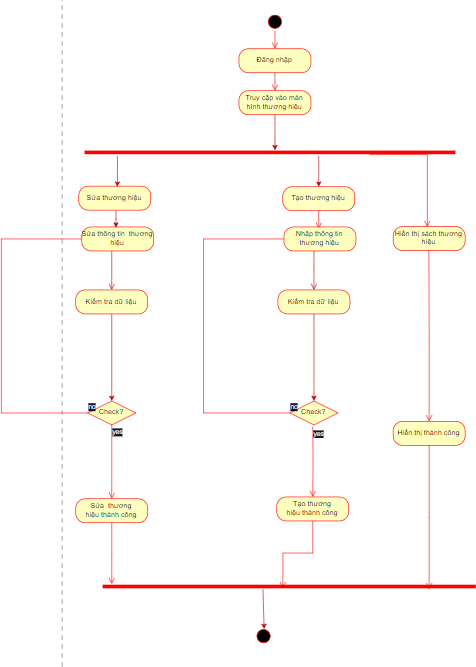 Đăng nhập
Truy cập vào màn
hình thương hiệu
Sửa thương hiệu
Tạo thương hiệu
Sửa thông tin thương
hiệu
Nhập thông tin
thương hiệu
Hiển thị sách thương
hiệu
Kiểm tra dữ liệu
Kiểm tra dữ liệu
no
Check?
no
Check?
yes
yes
Hiển thị thành công
Sửa thương
hiệu thành công
Tạo thương
hiệu thành công